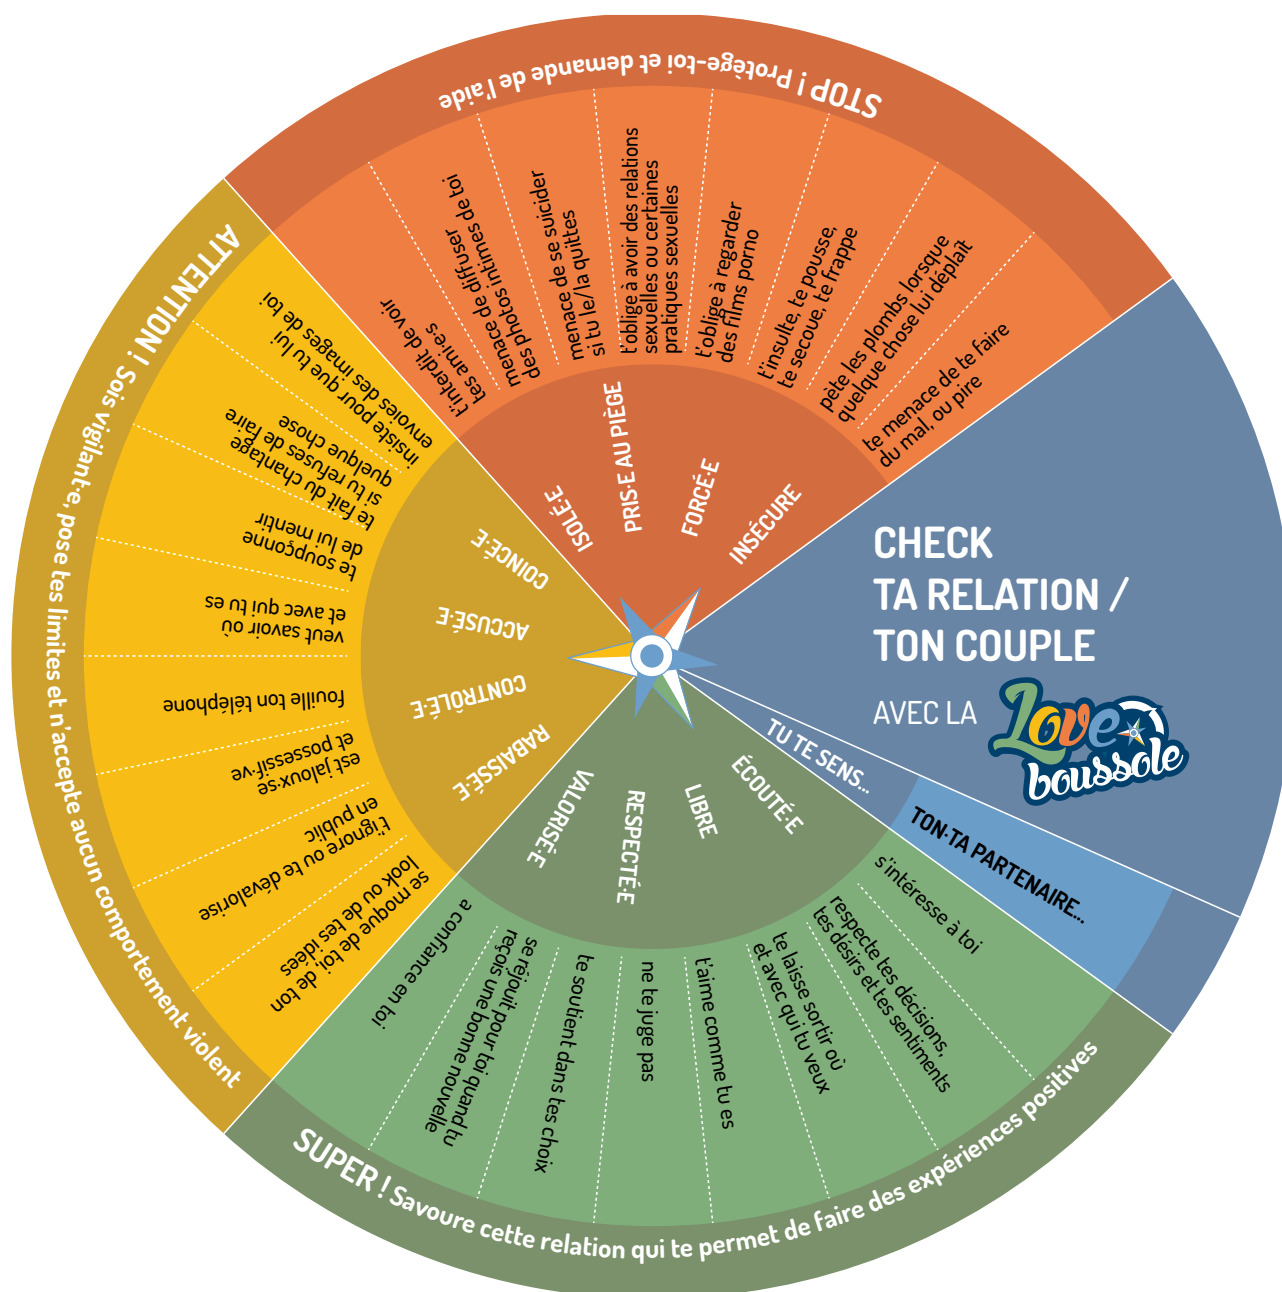 CHECK
TA RELATION /
TON COUPLE
AVEC LA
Love
boussole
TU TE SENS...
TON·TA PARTENAIRE...
ÉCOUTÉ·E
LIBRE
RESPECTÉ·E
VALORISÉ·E
s'intéresse à toi
respecte tes décisions,
tes désirs et tes sentiments
te laisse sortir où
et avec qui tu veux
t'aime comme tu es
ne te juge pas
te soutient dans tes choix
se réjouit pour toi quand tu
reçois une bonne nouvelle
a confiance en toi
SUPER ! Savoure cette relation qui te permet de faire des expériences positives
RABAISSÉ·E
CONTRÔLÉ·E
ACCUSÉ·E
COINCÉ·E
se moque de toi, de ton
look ou de tes idées
t'ignore ou te dévalorise
en public
est jaloux·se
et possessif·ve
fouille ton téléphone
veut savoir où
et avec qui tu es
te soupçonne
de lui mentir
te fait du chantage
si tu refuses de faire
quelque chose
insiste pour que tu lui
envoies des images de toi
ATTENTION ! Sois vigilant·e, pose tes limites et n'accepte aucun comportement violent
ISOLÉ·E
PRIS·E AU PIÈGE
FORCÉ·E
INSÉCURE
t'interdit de voir
tes ami·e·s
menace de diffuser
des photos intimes de toi
menace de se suicider
si tu le/la quittes
t'oblige à avoir des relations
sexuelles ou certaines
pratiques sexuelles
t'oblige à regarder
des films porno
t'insulte, te pousse,
te secoue, te frappe
pète les plombs lorsque
quelque chose lui déplaît
te menace de te faire
du mal, ou pire
STOP ! Protège-toi et demande de l'aide